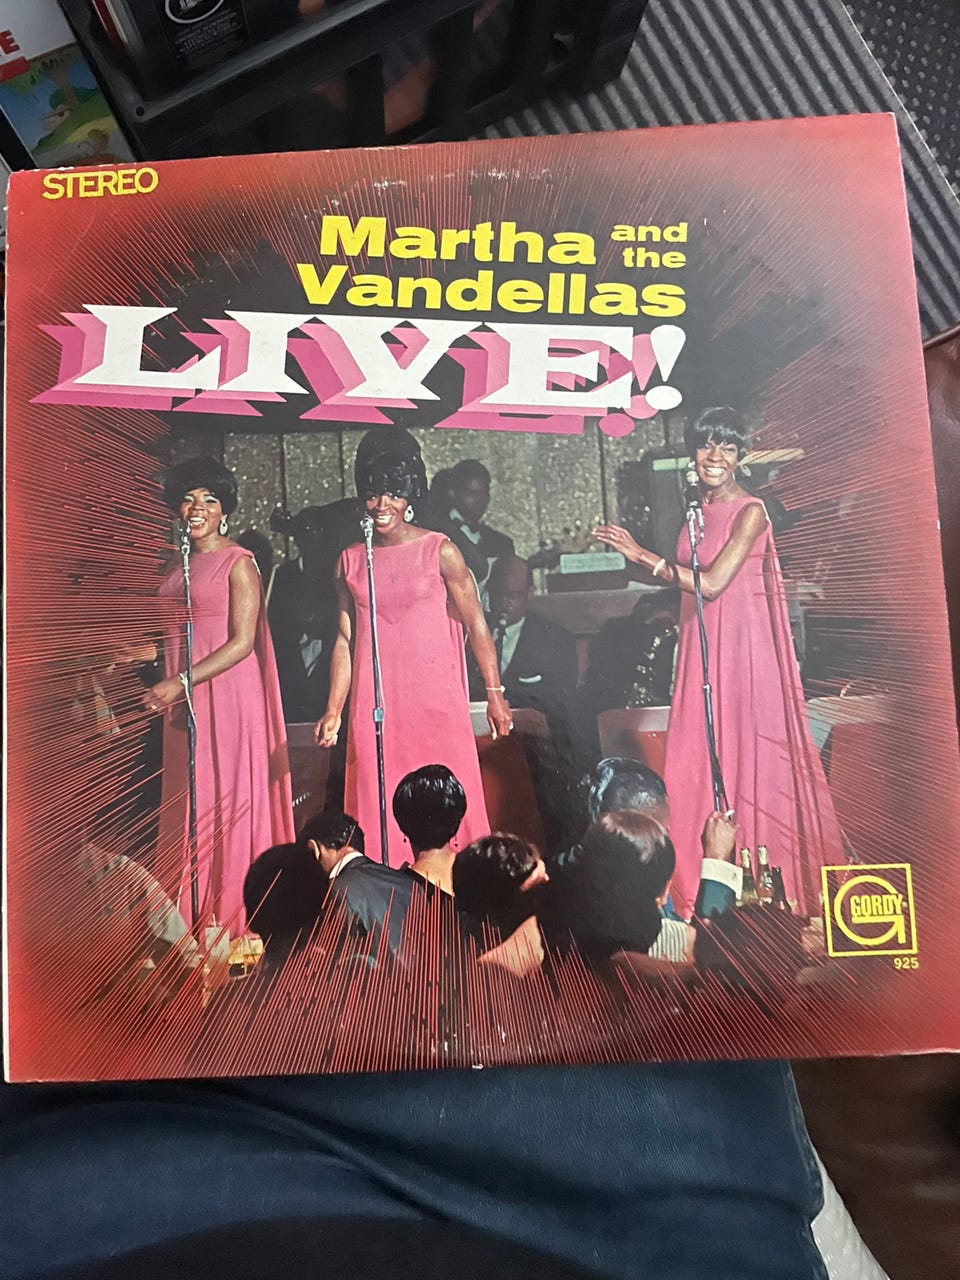 E
STEREO
Martha and the
Vandellas
LIVE!
GORDY
925